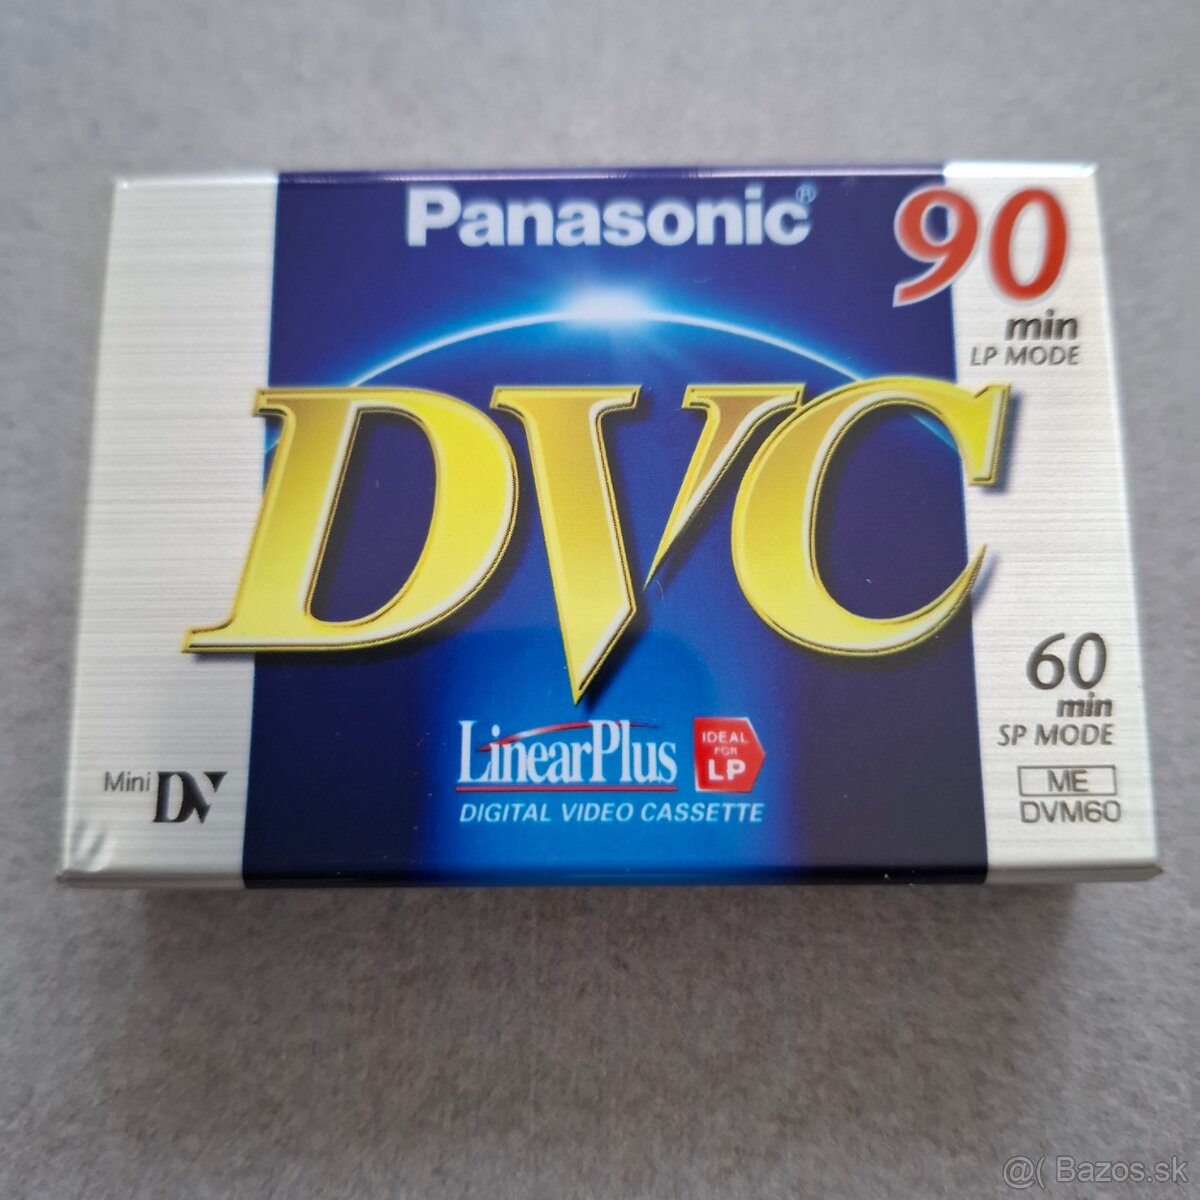 Panasonic®
90
min
LP MODE
DVC
60
min
SP MODE
LinearPlus
IDEAL
FOR
LP
DIGITAL VIDEO CASSETTE
Mini DV
ME
DVM60
@( Bazos.sk